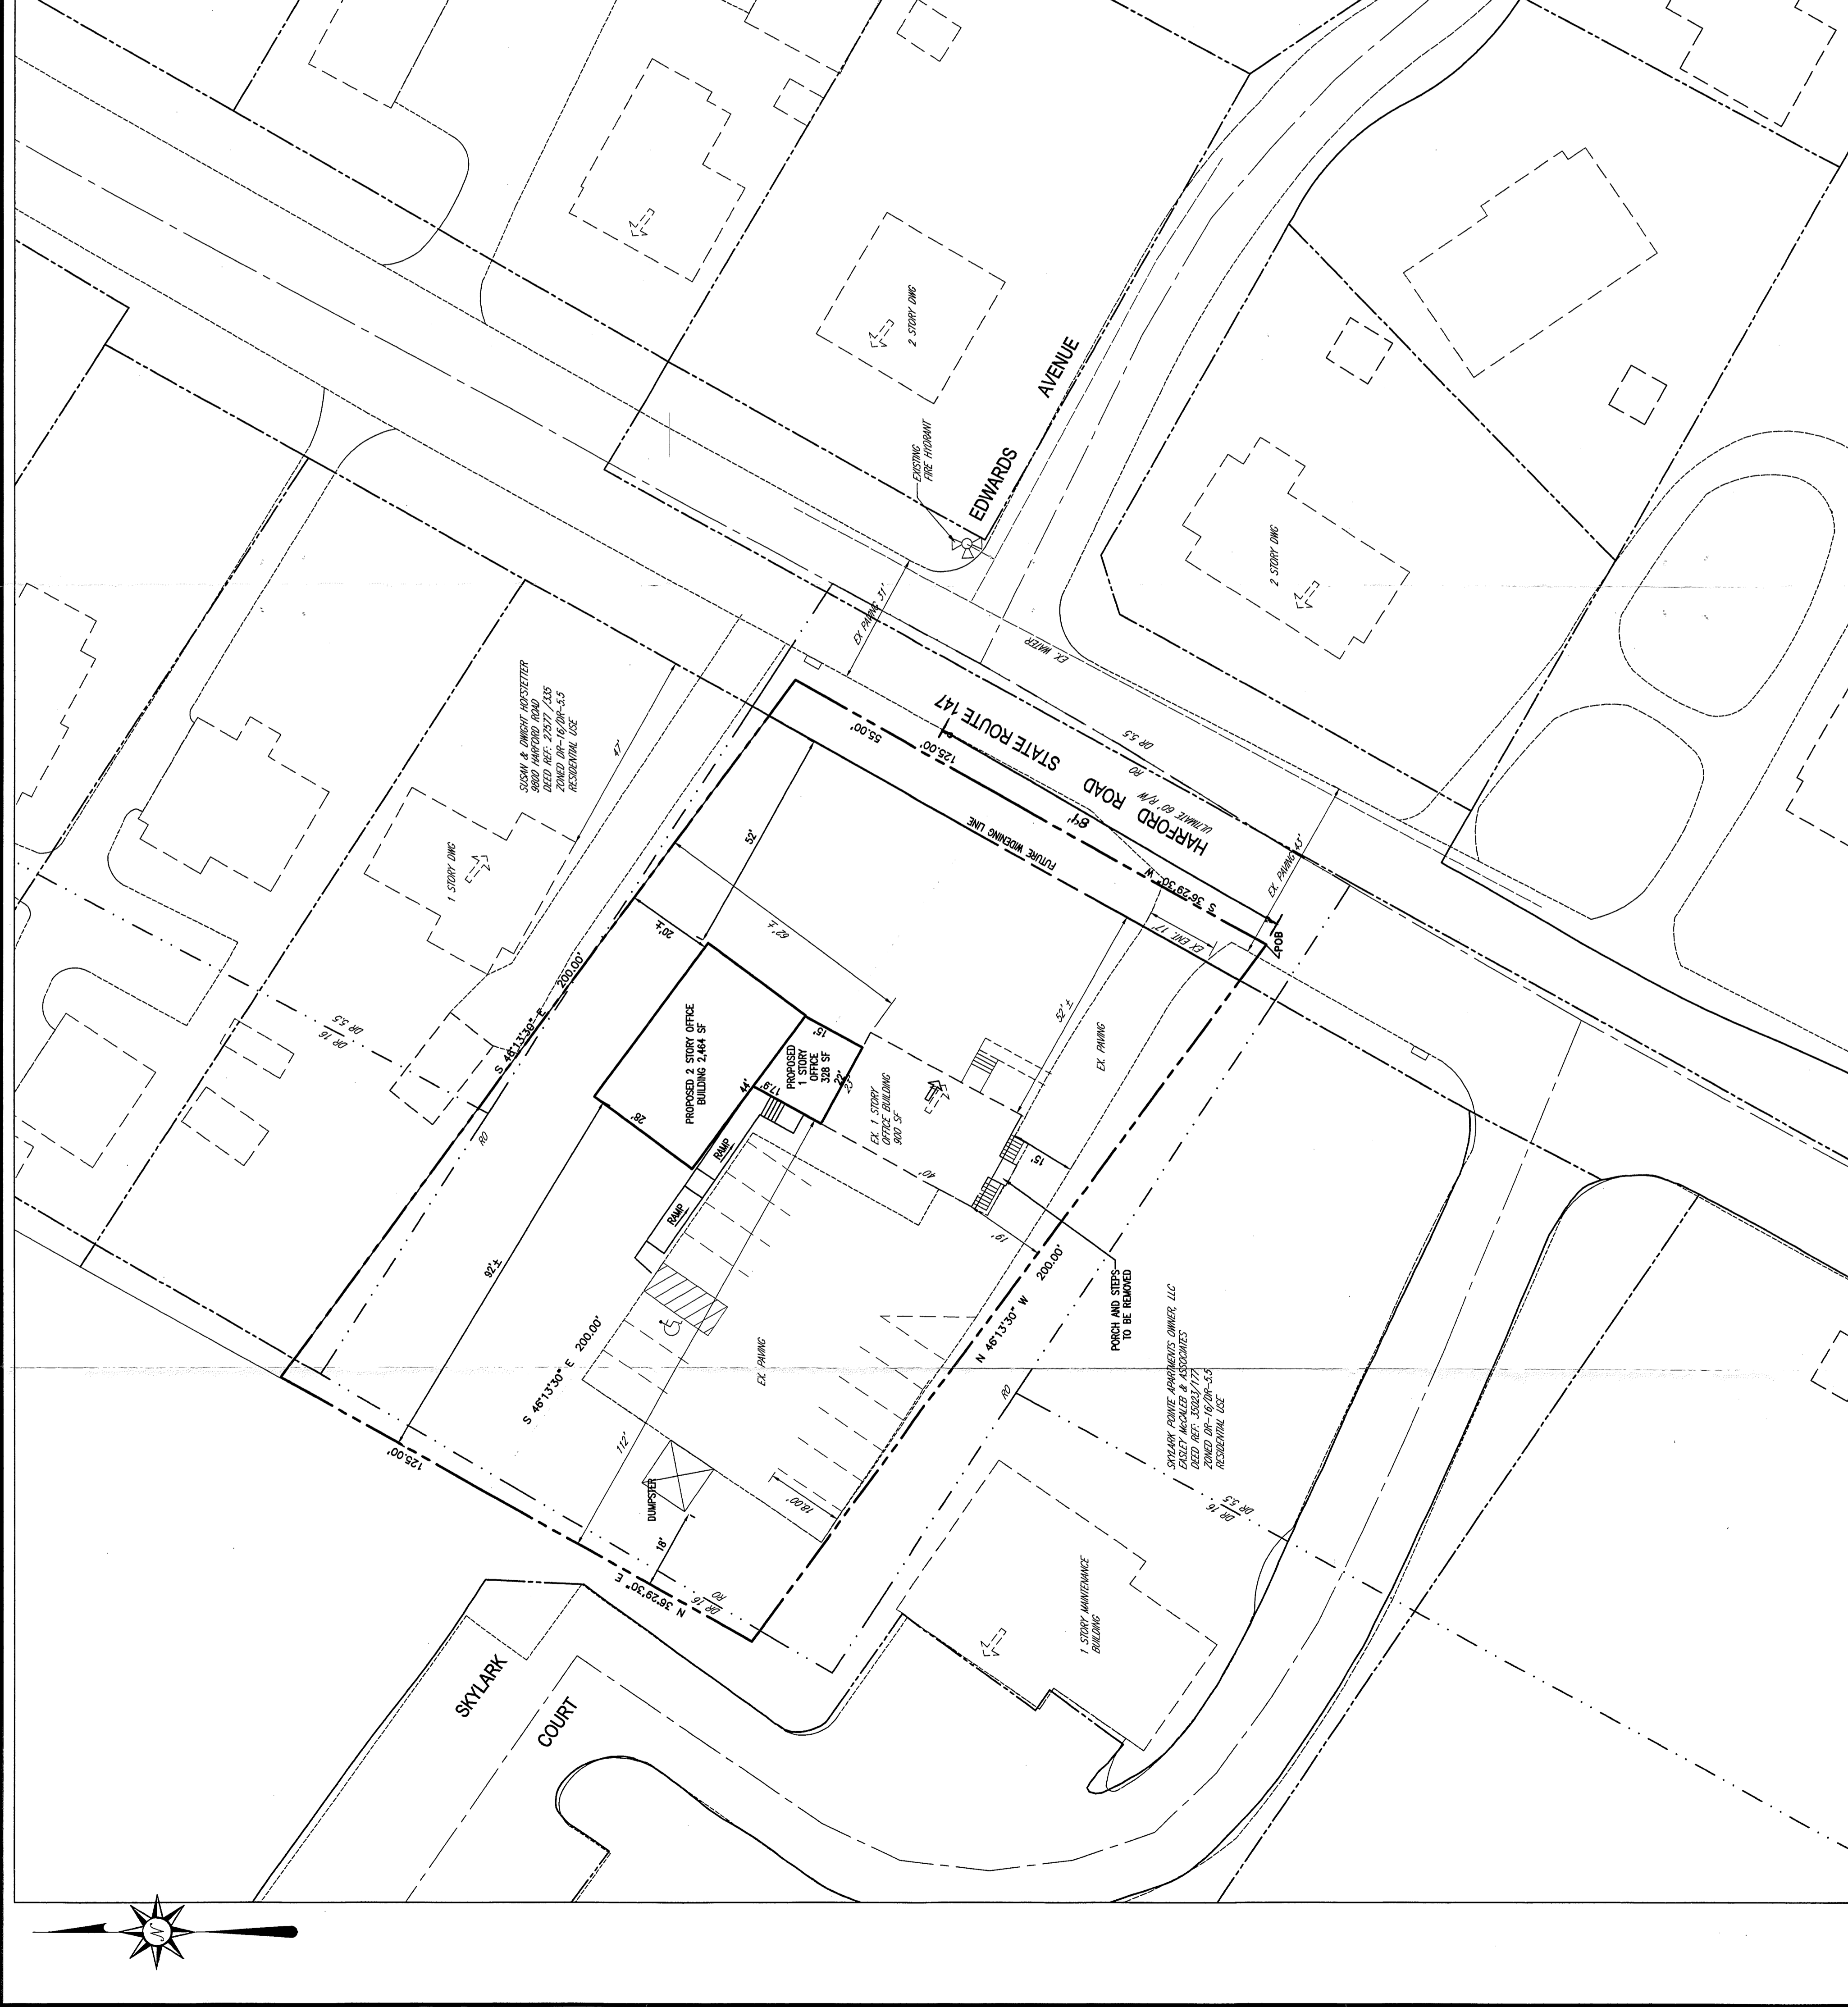 2 STORY DWG
AVENUE
EDWARDS
EXISTING
FIRE HYDRANT
2 STORY DWG
EX. PAVING 31'
EX. WATER
SUSAN & DWIGHT HOFSTETTER
9800 HARFORD ROAD
DEED REF: 27577 /335
ZONED DR-16/DR-5.5
RESIDENTIAL USE
47'
1 STORY DWG
55.00'
125.00'
STATE ROUTE 147
HARFORD ROAD
ULTIMATE 60' R/W
RO
DR 5.5
84'
FUTURE WIDENING LINE
S 36°29'30" W
EX. PAVING 43'
EX ENT. 17'
POB
52'
62'±
20'±
S 46°13'30" E 200.00'
DR 16
DR 5.5
RO
PROPOSED 2 STORY OFFICE
BUILDING 2,464 SF
28'
44'
15'
PROPOSED
1 STORY
OFFICE
328 SF
17.9'
22'
23'
EX. 1 STORY
OFFICE BUILDING
900 SF
40'
52'±
EX. PAVING
15'
19'
RAMP
RAMP
92'±
S 46°13'30" E 200.00'
EX. PAVING
N 46°13'30" W 200.00'
PORCH AND STEPS
TO BE REMOVED
RO
SKYLARK POINTE APARTMENTS OWNER, LLC
EASLEY McCALEB & ASSOCIATES
DEED REF: 35023/177
ZONED DR-16/DR-5.5
RESIDENTIAL USE
DR 16
DR 5.5
125.00'
112'
DUMPSTER
18'
18.00'
N 36°29'30" E
DR 16
RO
1 STORY MAINTENANCE
BUILDING
SKYLARK
COURT
N